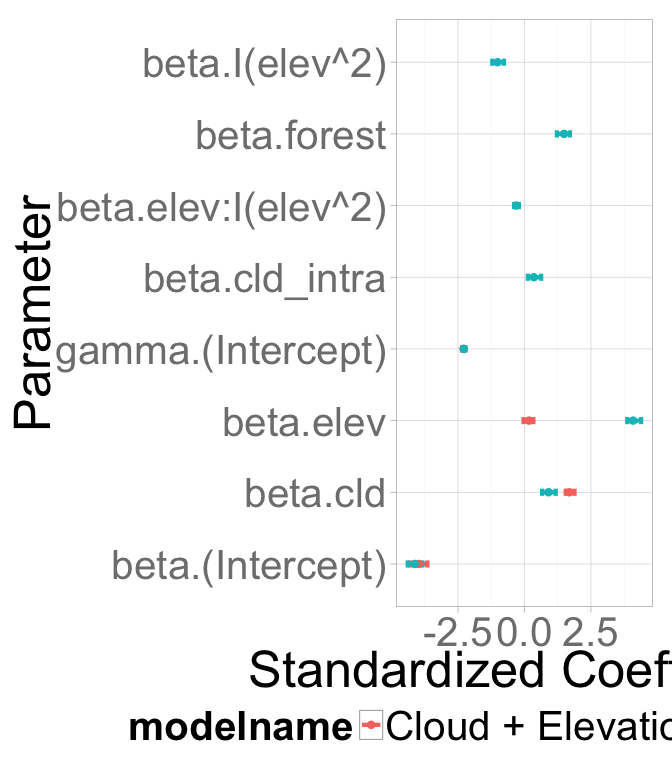 beta.I(elev^2)
beta.forest
beta.elev:I(elev^2)
beta.cld_intra
gamma.(Intercept)
beta.elev
beta.cld
beta.(Intercept)
Parameter
-2.5 0.0 2.5
Standardized Coef
modelname Cloud + Elevatio